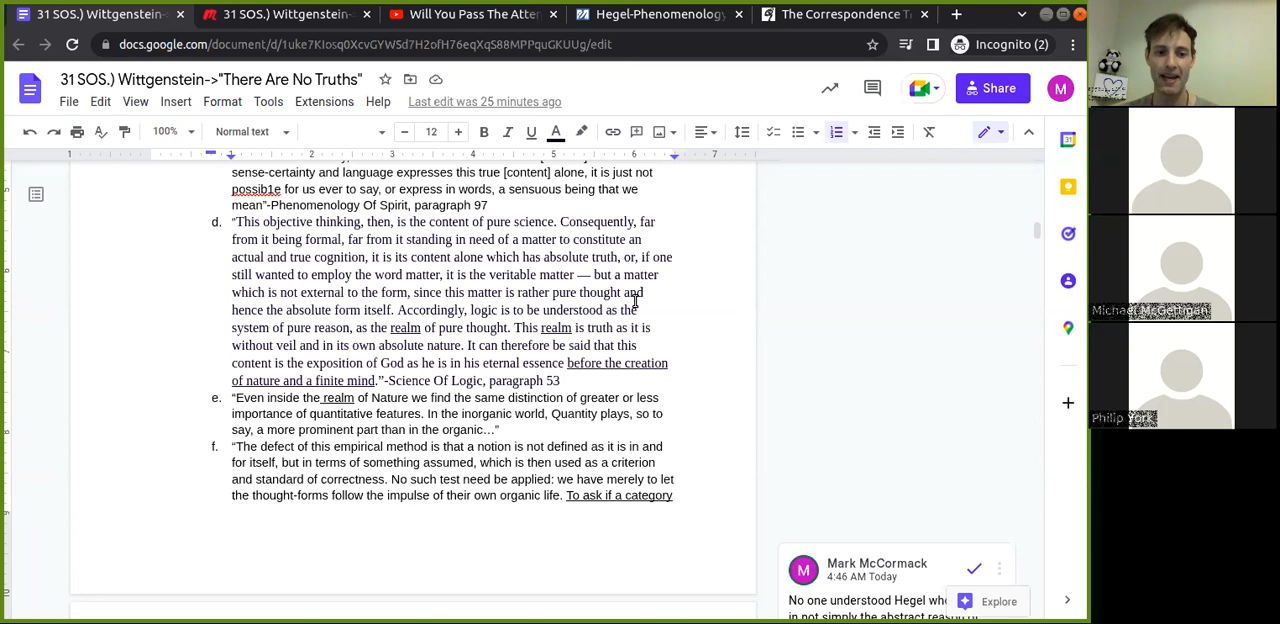 31 SOS.) Wittgenstein-
31 SOS.) Wittgenstein-
Will You Pass The Atter
Hegel-Phenomenology
The Correspondence T
docs.google.com/document/d/1uke7KIosq0XcvGYW5d7H2ofH76eqXqS88MPPquGKUUg/edit
Incognito (2)
31 SOS.) Wittgenstein->"There Are No Truths"
File Edit View Insert Format Tools Extensions Help Last edit was 25 minutes ago
Share
M
100% Normal text 12 B I U A
1 1 2 3 4 5 6 7
sense-certainty and language expresses this true [content] alone, it is just not
possib1e for us ever to say, or express in words, a sensuous being that we
mean”-Phenomenology Of Spirit, paragraph 97
d. “This objective thinking, then, is the content of pure science. Consequently, far
from it being formal, far from it standing in need of a matter to constitute an
actual and true cognition, it is its content alone which has absolute truth, or, if one
still wanted to employ the word matter, it is the veritable matter — but a matter
which is not external to the form, since this matter is rather pure thought and
hence the absolute form itself. Accordingly, logic is to be understood as the
system of pure reason, as the realm of pure thought. This realm is truth as it is
without veil and in its own absolute nature. It can therefore be said that this
content is the exposition of God as he is in his eternal essence before the creation
of nature and a finite mind.”-Science Of Logic, paragraph 53
e. “Even inside the realm of Nature we find the same distinction of greater or less
importance of quantitative features. In the inorganic world, Quantity plays, so to
say, a more prominent part than in the organic…”
f. “The defect of this empirical method is that a notion is not defined as it is in and
for itself, but in terms of something assumed, which is then used as a criterion
and standard of correctness. No such test need be applied: we have merely to let
the thought-forms follow the impulse of their own organic life. To ask if a category
M
Mark McCormack
4:46 AM Today
No one understood Hegel
Explore
Michael McGettigan
Philip York